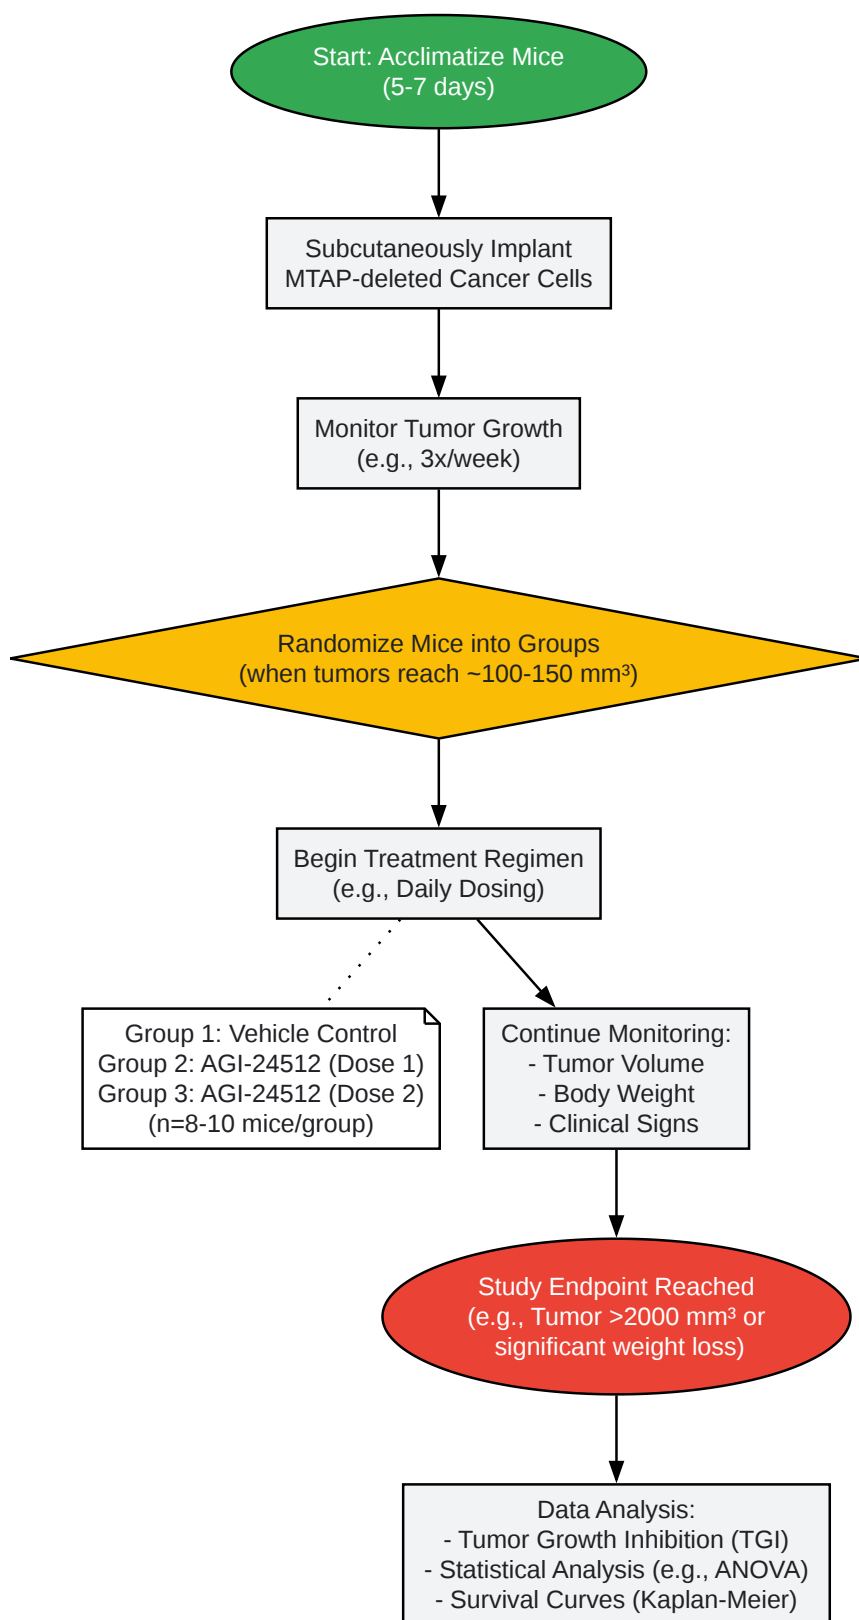 Start: Acclimatize Mice
(5-7 days)
Subcutaneously Implant
MTAP-deleted Cancer Cells
Monitor Tumor Growth
(e.g., 3x/week)
Randomize Mice into Groups
(when tumors reach ~100-150 mm³)
Begin Treatment Regimen
(e.g., Daily Dosing)
Group 1: Vehicle Control
Group 2: AGI-24512 (Dose 1)
Group 3: AGI-24512 (Dose 2)
(n=8-10 mice/group)
Continue Monitoring:
- Tumor Volume
- Body Weight
- Clinical Signs
Study Endpoint Reached
(e.g., Tumor >2000 mm³ or
significant weight loss)
Data Analysis:
- Tumor Growth Inhibition (TGI)
- Statistical Analysis (e.g., ANOVA)
- Survival Curves (Kaplan-Meier)